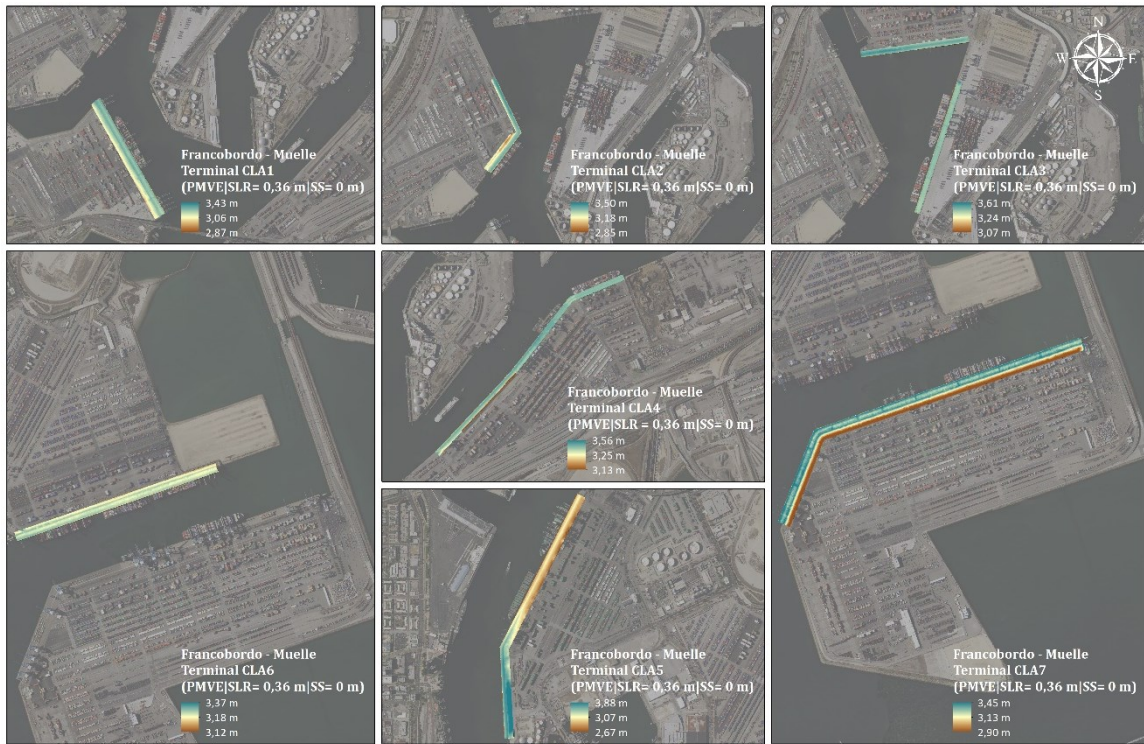 Francobordo - Muelle
Terminal CLA1
(PMVE|SLR = 0,36 m|SS= 0 m)
3,43 m
3,06 m
2,87 m
Francobordo - Muelle
Terminal CLA2
(PMVE|SLR = 0,36 m|SS= 0 m)
3,50 m
3,18 m
2,85 m
N
W E
S
Francobordo - Muelle
Terminal CLA3
(PMVE|SLR = 0,36 m|SS= 0 m)
3,61 m
3,24 m
3,07 m
Francobordo - Muelle
Terminal CLA6
(PMVE|SLR= 0,36 m|SS= 0 m)
3,37 m
3,18 m
3,12 m
Francobordo - Muelle
Terminal CLA4
(PMVE|SLR = 0,36 m|SS= 0 m)
3,56 m
3,25 m
3,13 m
Francobordo - Muelle
Terminal CLA5
(PMVE|SLR= 0,36 m|SS= 0 m)
3,88 m
3,07 m
2,67 m
Francobordo - Muelle
Terminal CLA7
(PMVE|SLR= 0,36 m|SS= 0 m)
3,45 m
3,13 m
2,90 m